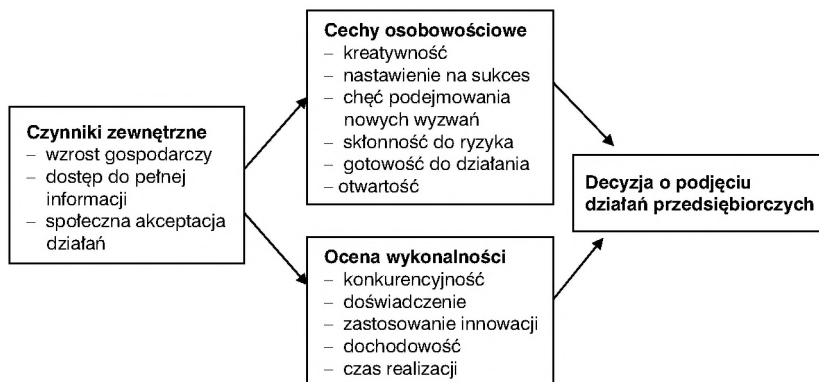 Cechy osobowościowe
– kreatywność
– nastawienie na sukces
– chęć podejmowania
nowych wyzwań
– skłonność do ryzyka
– gotowość do działania
– otwartość
Czynniki zewnętrzne
– wzrost gospodarczy
– dostęp do pełnej
informacji
– społeczna akceptacja
działań
Ocena wykonalności
– konkurencyjność
– doświadczenie
– zastosowanie innowacji
– dochodowość
– czas realizacji
Decyzja o podjęciu
działań przedsiębiorczych